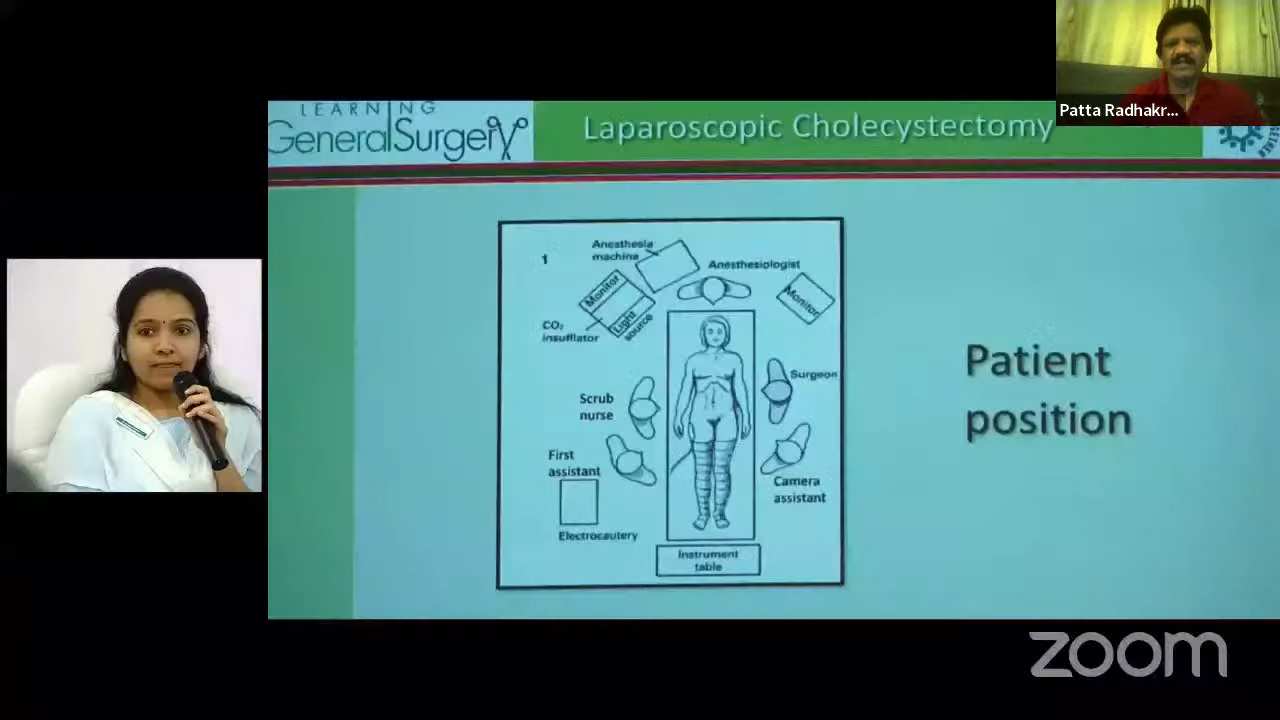 Patta Radhakr...
LEARNING
GeneralSurgery
Laparoscopic Cholecystectomy
1
Anesthesia
machine
Anesthesiologist
Monitor
Monitor
Light
source
CO₂
insufflator
Surgeon
Scrub
nurse
First
assistant
Camera
assistant
Electrocautery
Instrument
table
Patient
position
zoom